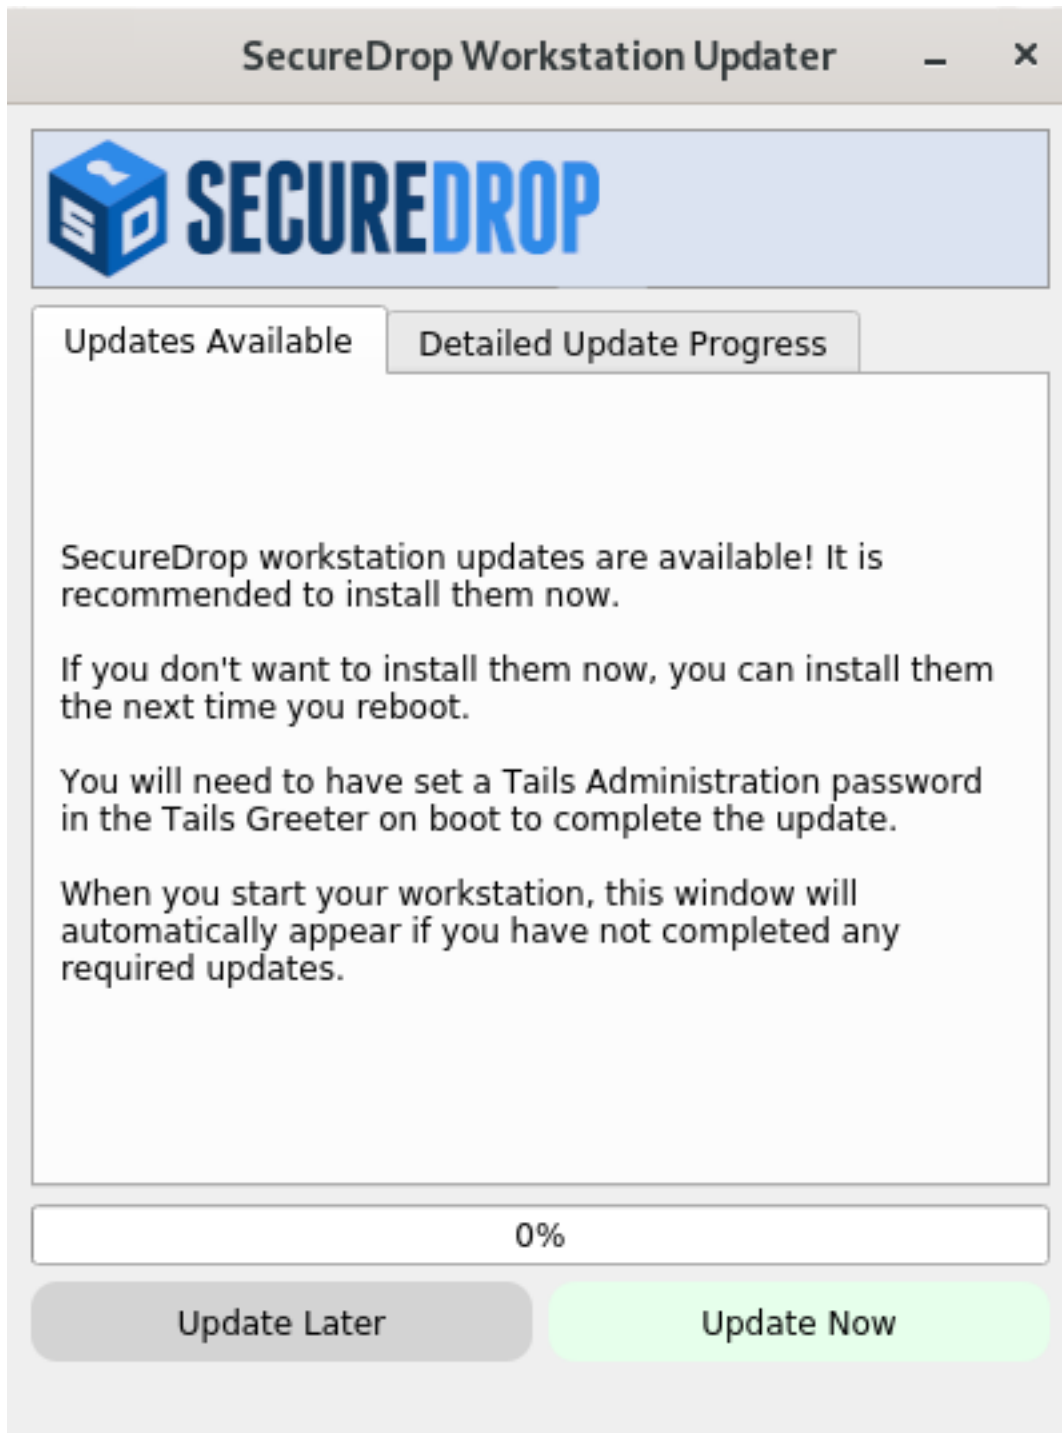 SecureDrop Workstation Updater
SD SECUREDROP
Updates Available
Detailed Update Progress
SecureDrop workstation updates are available! It is
recommended to install them now.
If you don't want to install them now, you can install them
the next time you reboot.
You will need to have set a Tails Administration password
in the Tails Greeter on boot to complete the update.
When you start your workstation, this window will
automatically appear if you have not completed any
required updates.
0%
Update Later
Update Now